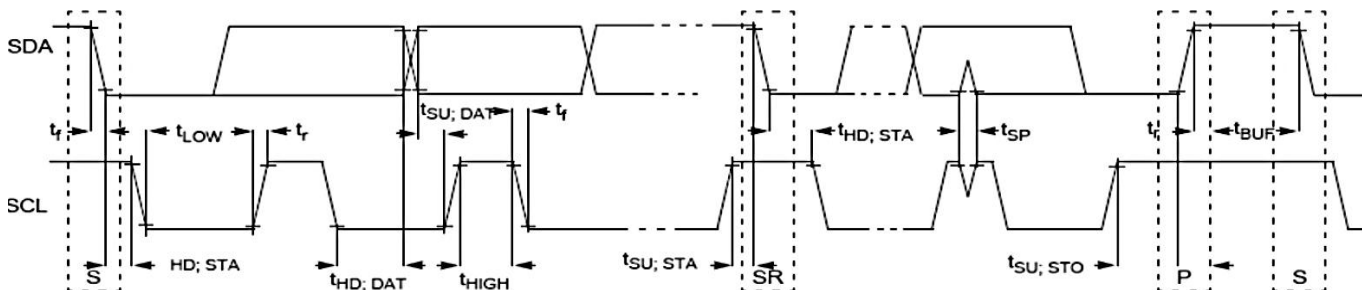 SDA
tf tLOW tr tSU; DAT tf tHD; STA tSP tr tBUF
SCL
S HD; STA tHD; DAT tHIGH tSU; STA SR tSU; STO P S